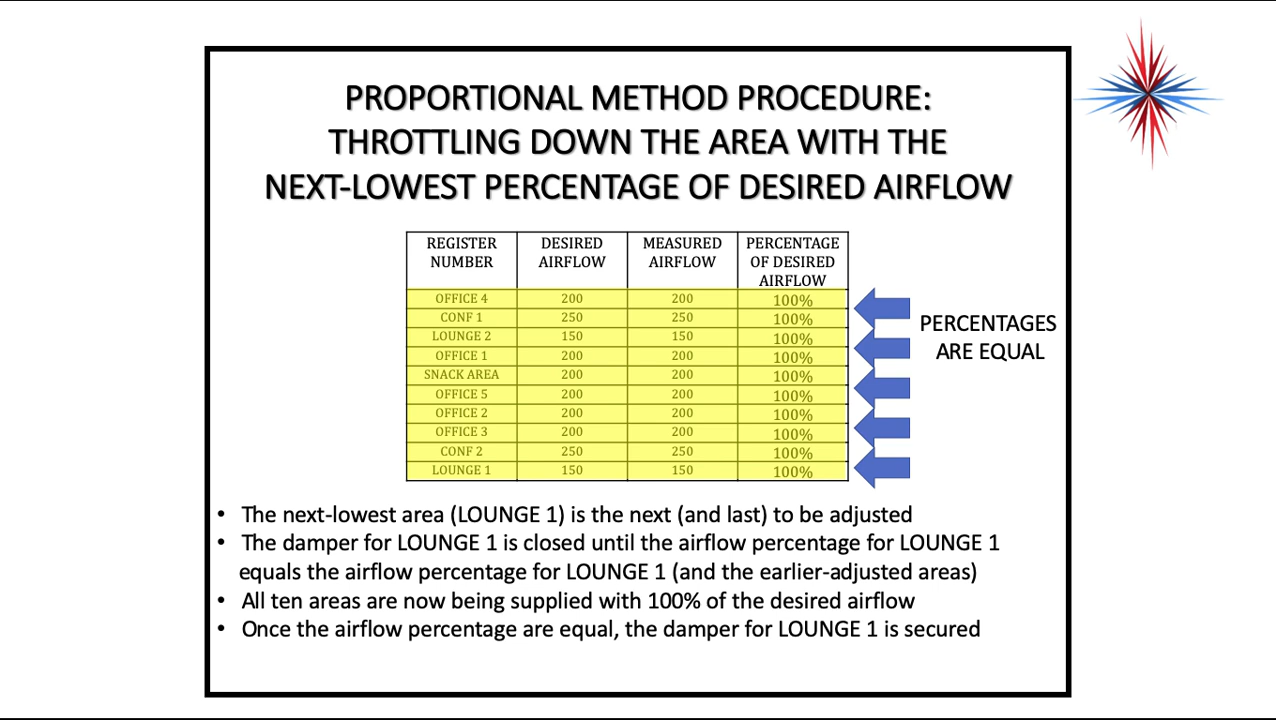 PROPORTIONAL METHOD PROCEDURE:
THROTTLING DOWN THE AREA WITH THE
NEXT-LOWEST PERCENTAGE OF DESIRED AIRFLOW
REGISTER NUMBER DESIRED AIRFLOW MEASURED AIRFLOW PERCENTAGE OF DESIRED AIRFLOW
OFFICE 4 200 200 100%
CONF 1 250 250 100%
LOUNGE 2 150 150 100%
OFFICE 1 200 200 100%
SNACK AREA 200 200 100%
OFFICE 5 200 200 100%
OFFICE 2 200 200 100%
OFFICE 3 200 200 100%
CONF 2 250 250 100%
LOUNGE 1 150 150 100%
PERCENTAGES
ARE EQUAL
• The next-lowest area (LOUNGE 1) is the next (and last) to be adjusted
• The damper for LOUNGE 1 is closed until the airflow percentage for LOUNGE 1
equals the airflow percentage for LOUNGE 1 (and the earlier-adjusted areas)
• All ten areas are now being supplied with 100% of the desired airflow
• Once the airflow percentage are equal, the damper for LOUNGE 1 is secured